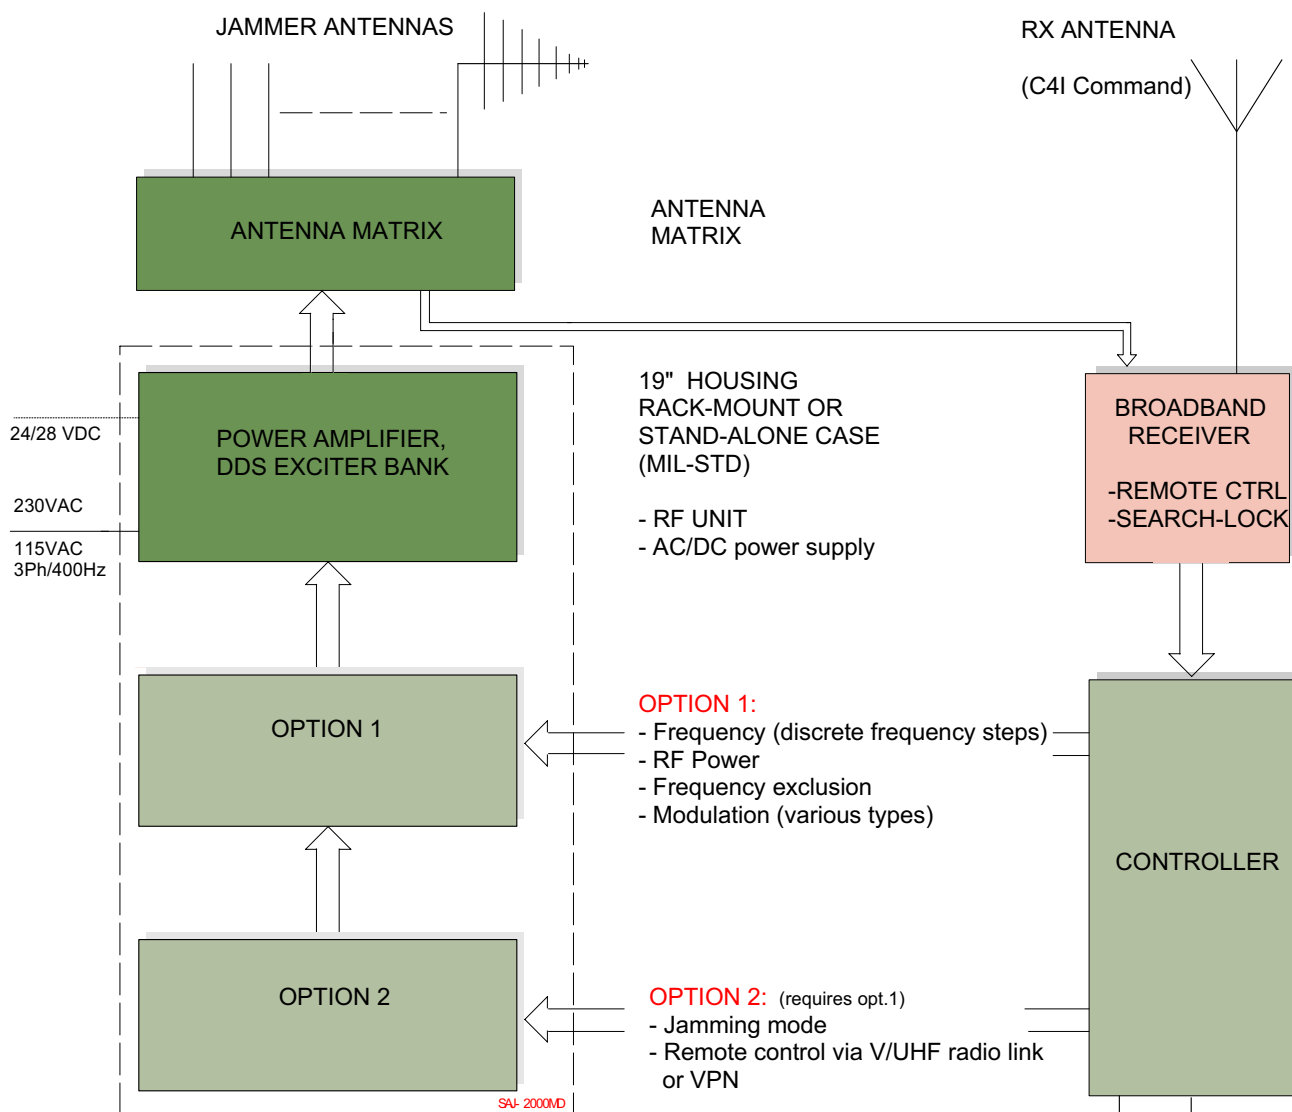 JAMMER ANTENNAS
RX ANTENNA
(C4I Command)
ANTENNA MATRIX
ANTENNA
MATRIX
24/28 VDC
230VAC
115VAC
3Ph/400Hz
POWER AMPLIFIER,
DDS EXCITER BANK
19" HOUSING
RACK-MOUNT OR
STAND-ALONE CASE
(MIL-STD)
- RF UNIT
- AC/DC power supply
BROADBAND
RECEIVER
-REMOTE CTRL
-SEARCH-LOCK
OPTION 1
OPTION 1:
- Frequency (discrete frequency steps)
- RF Power
- Frequency exclusion
- Modulation (various types)
CONTROLLER
OPTION 2
OPTION 2: (requires opt.1)
- Jamming mode
- Remote control via V/UHF radio link
or VPN
SAJ- 2000MD